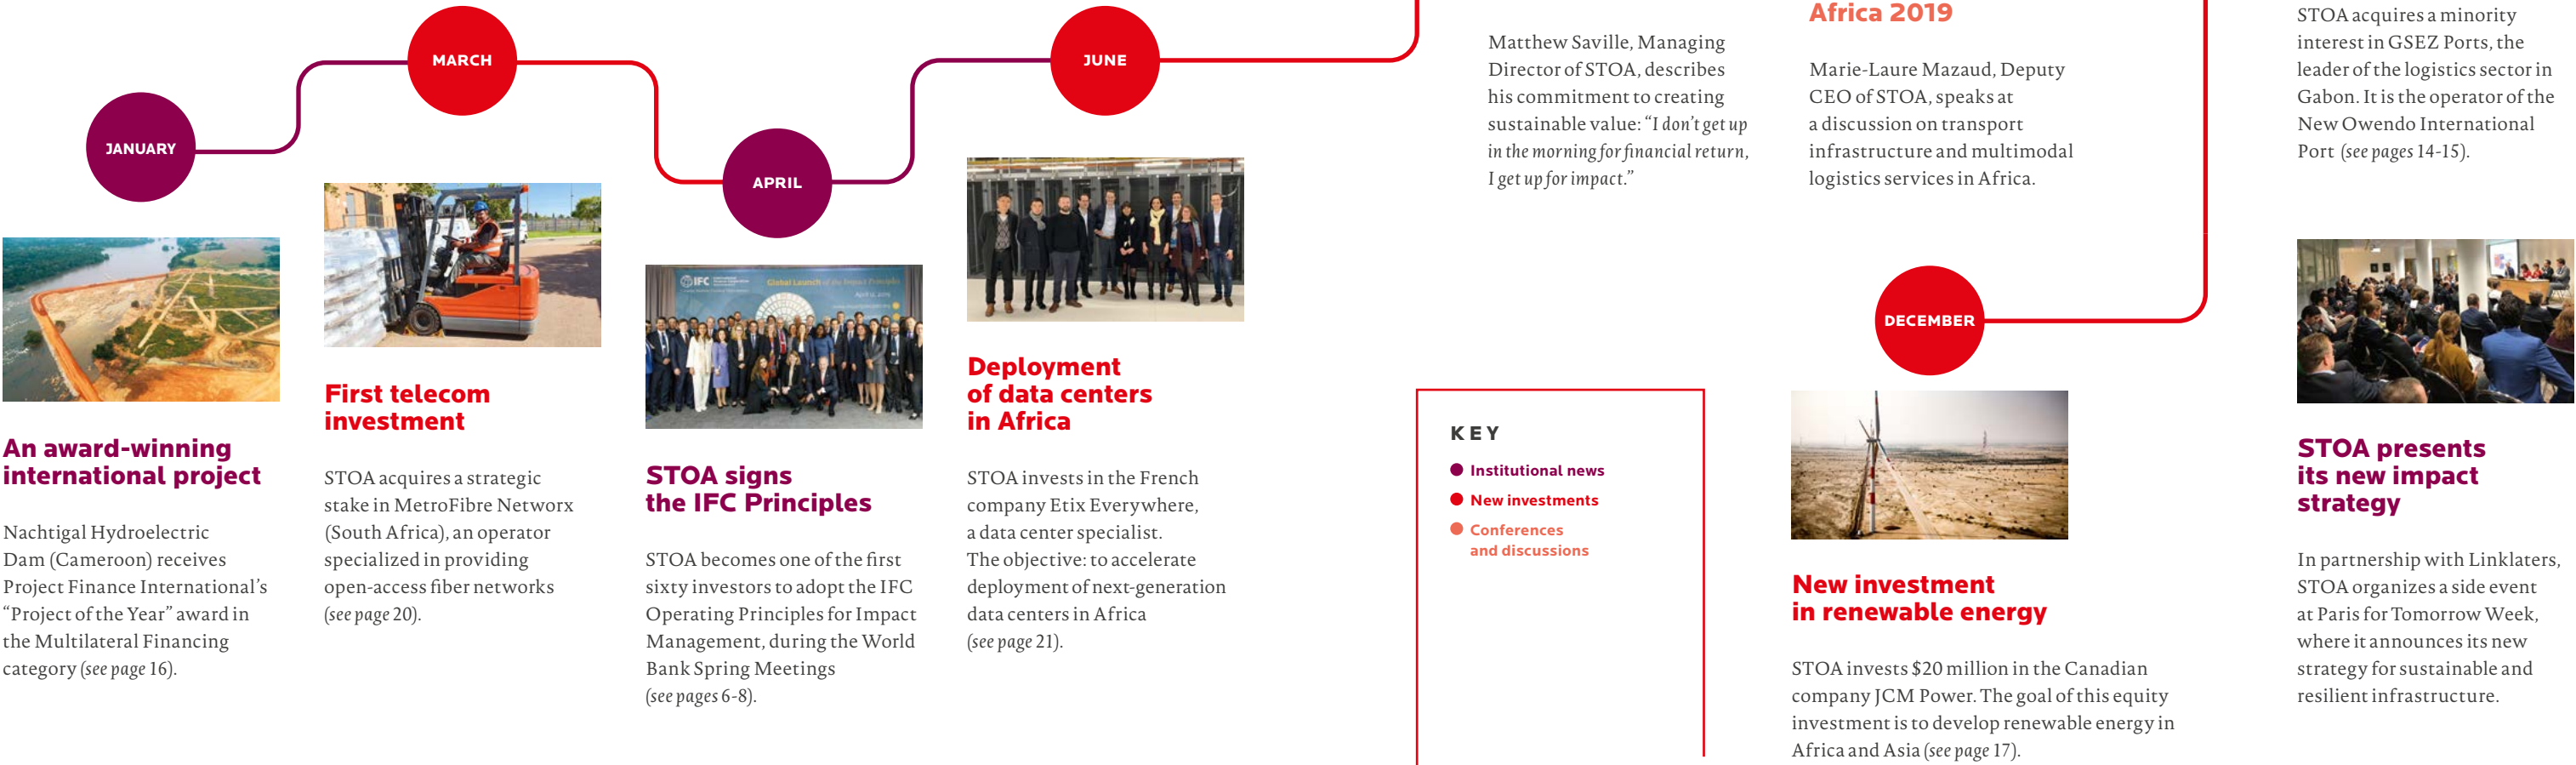 JANUARY
An award-winning
international project
Nachtigal Hydroelectric
Dam (Cameroon) receives
Project Finance International’s
“Project of the Year” award in
the Multilateral Financing
category (see page 16).
MARCH
First telecom
investment
STOA acquires a strategic
stake in MetroFibre Networx
(South Africa), an operator
specialized in providing
open-access fiber networks
(see page 20).
APRIL
IFC
Global Launch of the Impact Principles
STOA signs
the IFC Principles
STOA becomes one of the first
sixty investors to adopt the IFC
Operating Principles for Impact
Management, during the World
Bank Spring Meetings
(see pages 6-8).
JUNE
Deployment
of data centers
in Africa
STOA invests in the French
company Etix Everywhere,
a data center specialist.
The objective: to accelerate
deployment of next-generation
data centers in Africa
(see page 21).
Matthew Saville, Managing
Director of STOA, describes
his commitment to creating
sustainable value: “I don’t get up
in the morning for financial return,
I get up for impact.”
Africa 2019
Marie-Laure Mazaud, Deputy
CEO of STOA, speaks at
a discussion on transport
infrastructure and multimodal
logistics services in Africa.
STOA acquires a minority
interest in GSEZ Ports, the
leader of the logistics sector in
Gabon. It is the operator of the
New Owendo International
Port (see pages 14-15).
KEY
Institutional news
New investments
Conferences
and discussions
DECEMBER
New investment
in renewable energy
STOA invests $20 million in the Canadian
company JCM Power. The goal of this equity
investment is to develop renewable energy in
Africa and Asia (see page 17).
STOA presents
its new impact
strategy
In partnership with Linklaters,
STOA organizes a side event
at Paris for Tomorrow Week,
where it announces its new
strategy for sustainable and
resilient infrastructure.